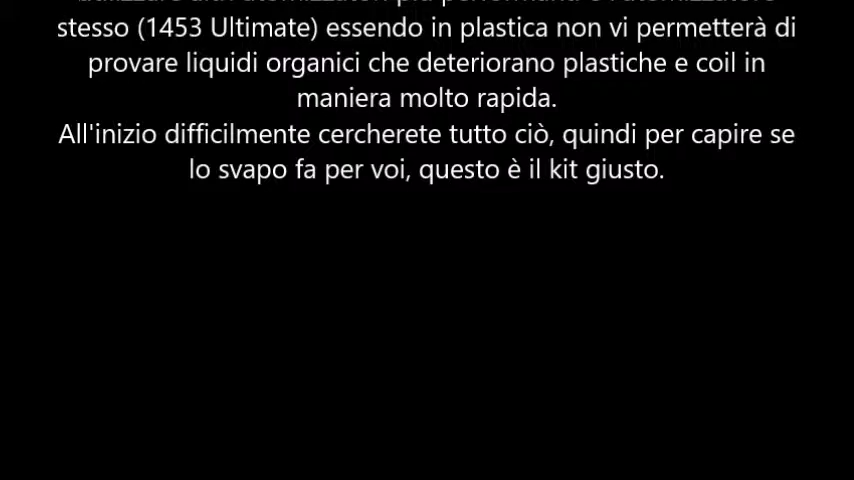 stesso (1453 Ultimate) essendo in plastica non vi permetterà di
provare liquidi organici che deteriorano plastiche e coil in
maniera molto rapida.
All'inizio difficilmente cercherete tutto ciò, quindi per capire se
lo svapo fa per voi, questo è il kit giusto.